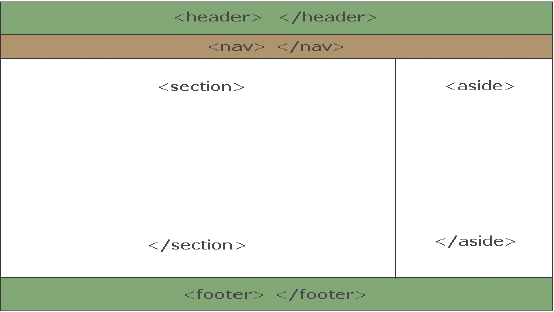 <header> </header>
<nav> </nav>
<section>
</section>
<aside>
</aside>
<footer> </footer>